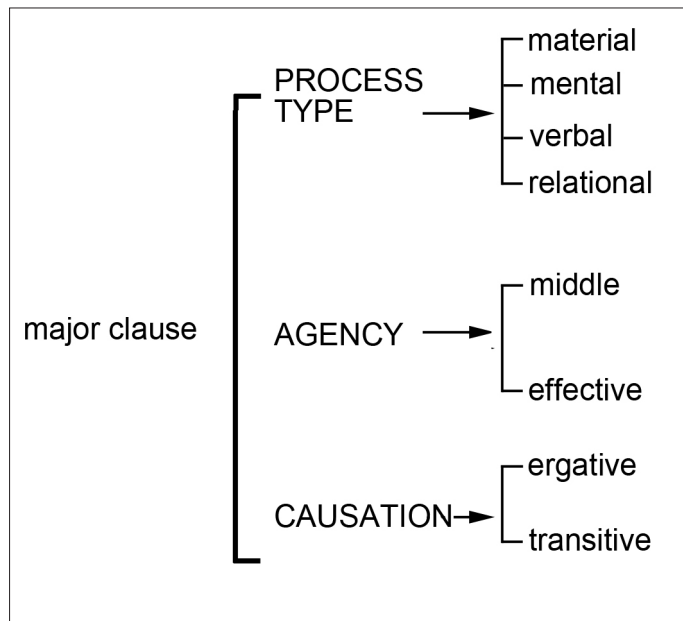 PROCESS
TYPE
material
mental
verbal
relational
major clause
AGENCY
middle
effective
CAUSATION
ergative
transitive